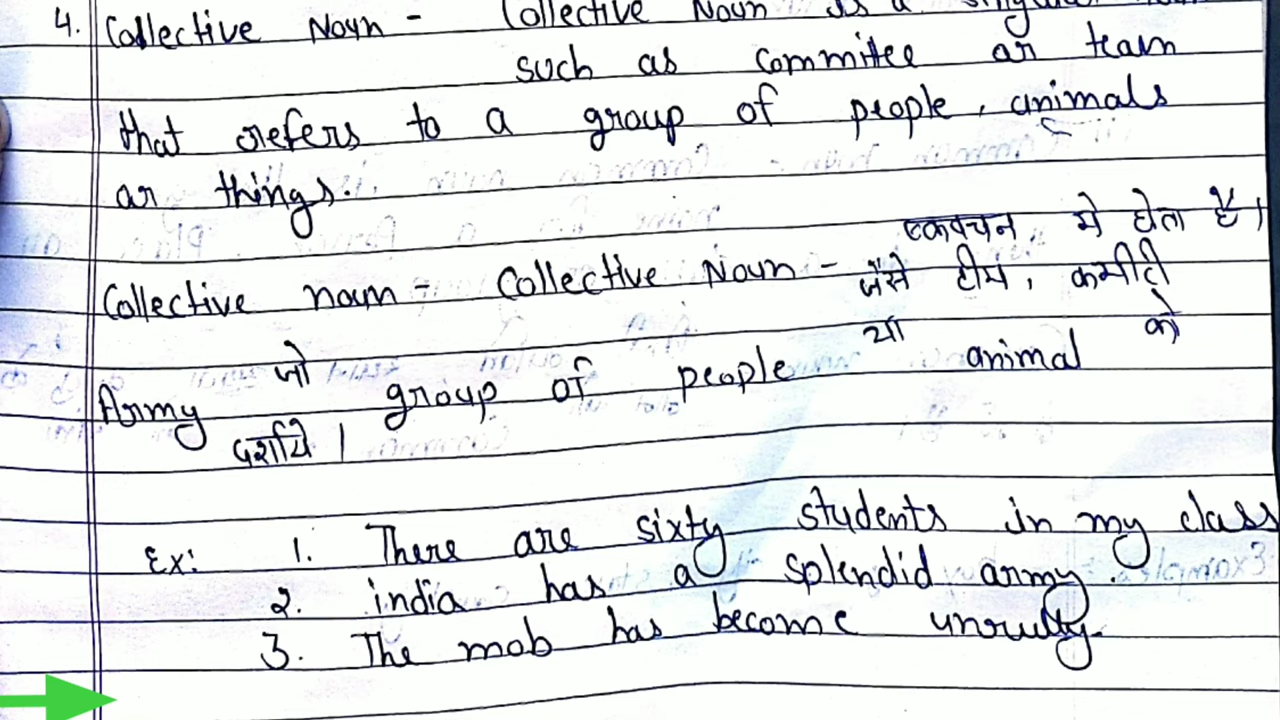 4. Collective Noun - Collective Noun is a
such as committee or team
that refers to a group of people, animals
or things.
एकवचन मे होता है।
Collective noun - Collective Noun - जैसे टीम, कमीटी
या को
Army जो group of people animal
दर्शाये।
Ex: 1. There are sixty students in my class
2. india has a splendid army.
3. The mob has become unruly.